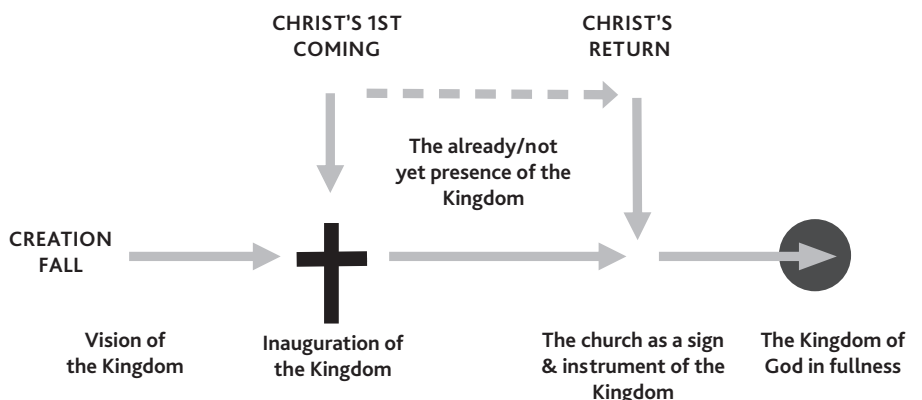 CHRIST'S 1ST
COMING
CHRIST'S
RETURN
The already/not
yet presence of the
Kingdom
CREATION
FALL
Vision of
the Kingdom
Inauguration of
the Kingdom
The church as a sign
& instrument of the
Kingdom
The Kingdom of
God in fullness